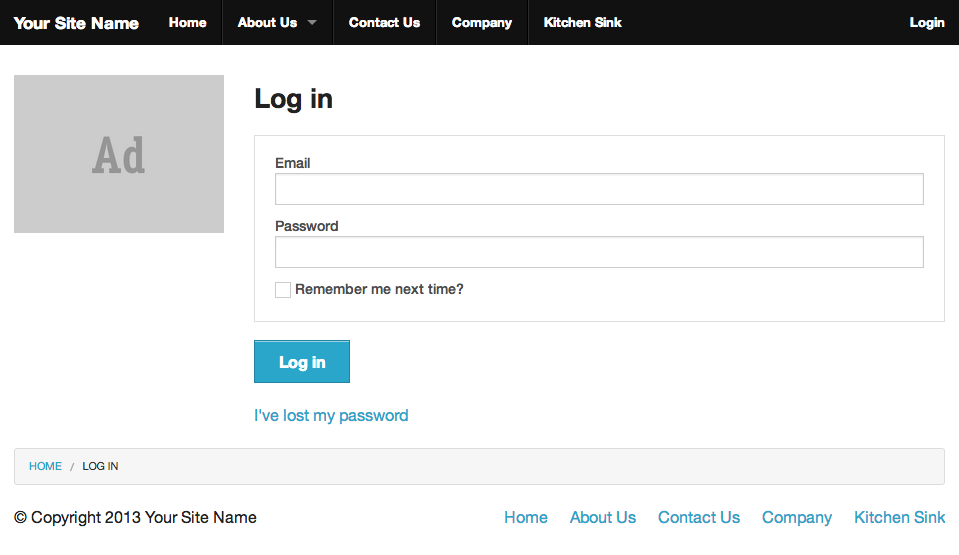 Your Site Name Home About Us Contact Us Company Kitchen Sink Login
Ad
Log in
Email
Password
Remember me next time?
Log in
I've lost my password
HOME / LOG IN
© Copyright 2013 Your Site Name Home About Us Contact Us Company Kitchen Sink